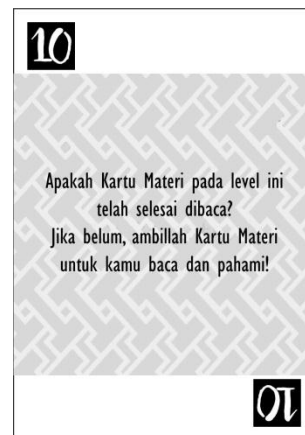 10
Apakah Kartu Materi pada level ini
telah selesai dibaca?
Jika belum, ambillah Kartu Materi
untuk kamu baca dan pahami!
10